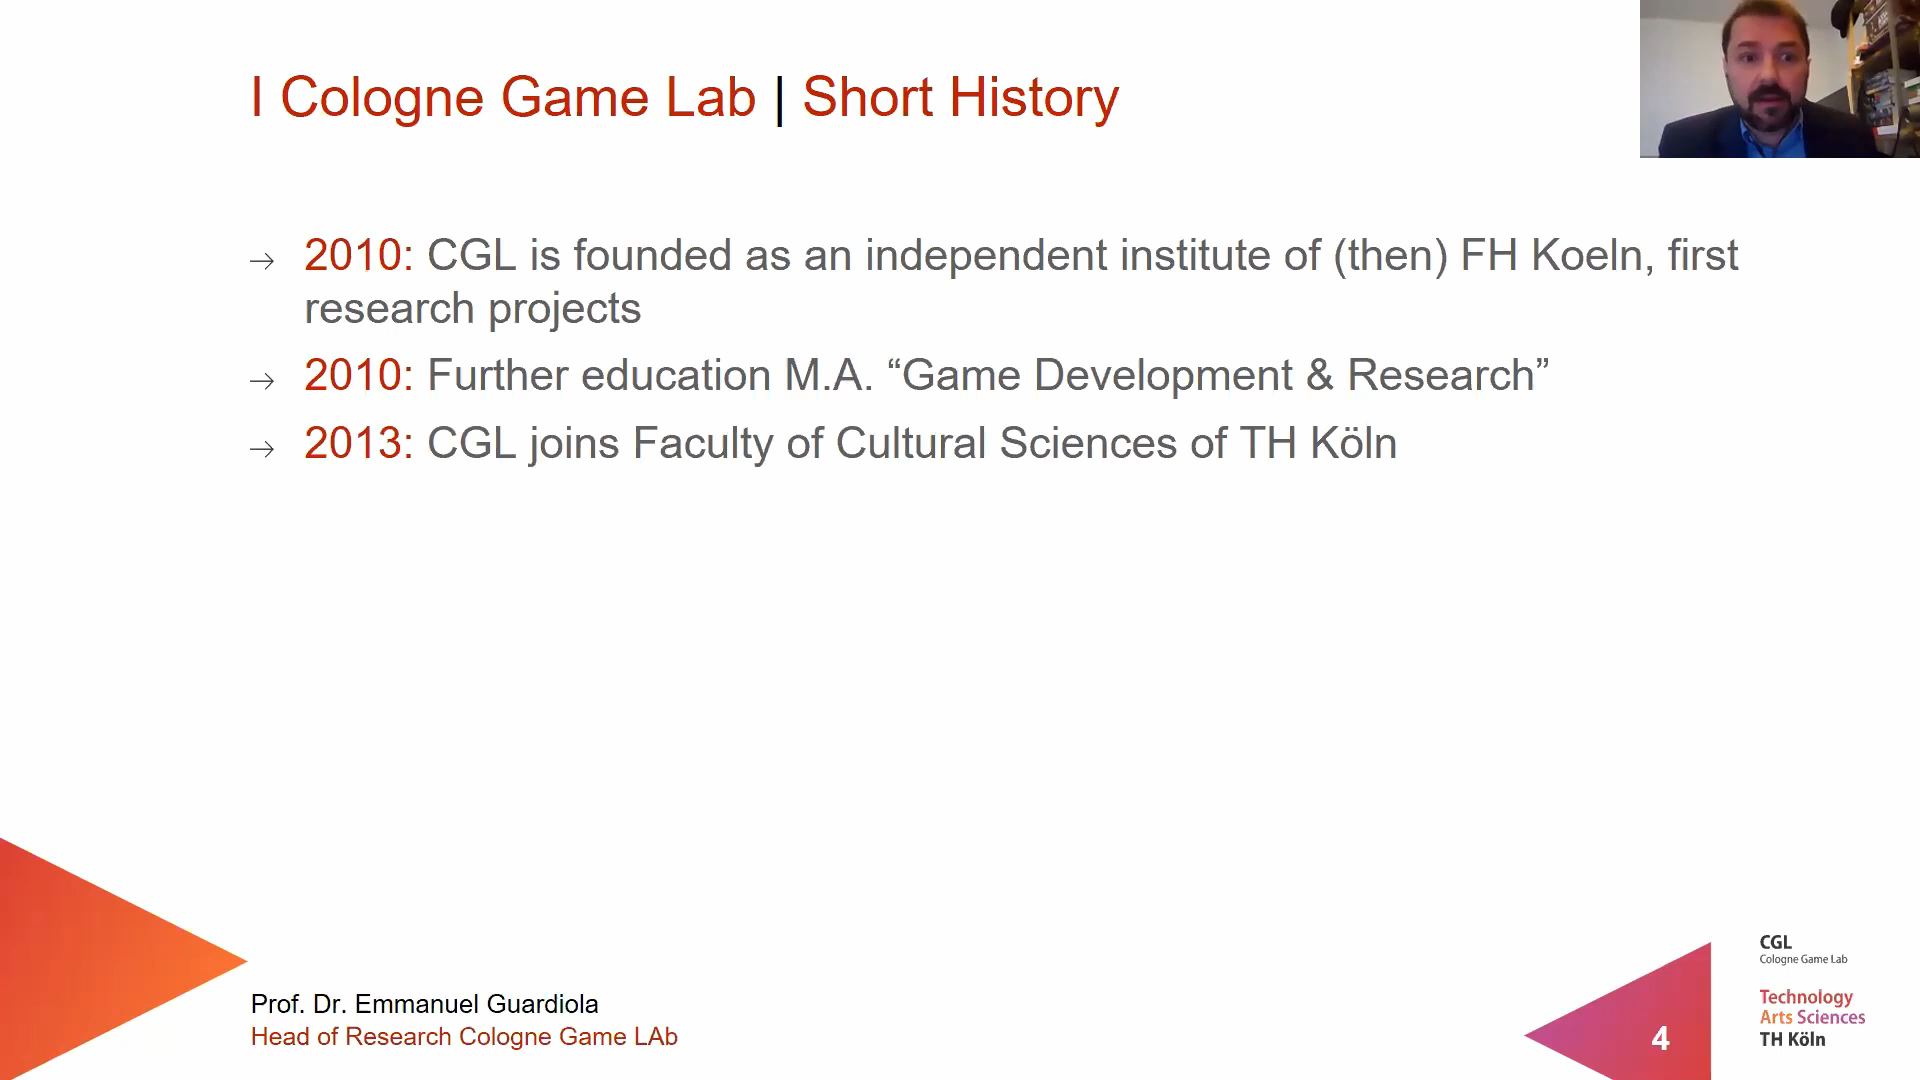 I Cologne Game Lab | Short History
→ 2010: CGL is founded as an independent institute of (then) FH Koeln, first
research projects
→ 2010: Further education M.A. “Game Development & Research”
→ 2013: CGL joins Faculty of Cultural Sciences of TH Köln
Prof. Dr. Emmanuel Guardiola
Head of Research Cologne Game LAb
4
CGL
Cologne Game Lab
Technology
Arts Sciences
TH Köln